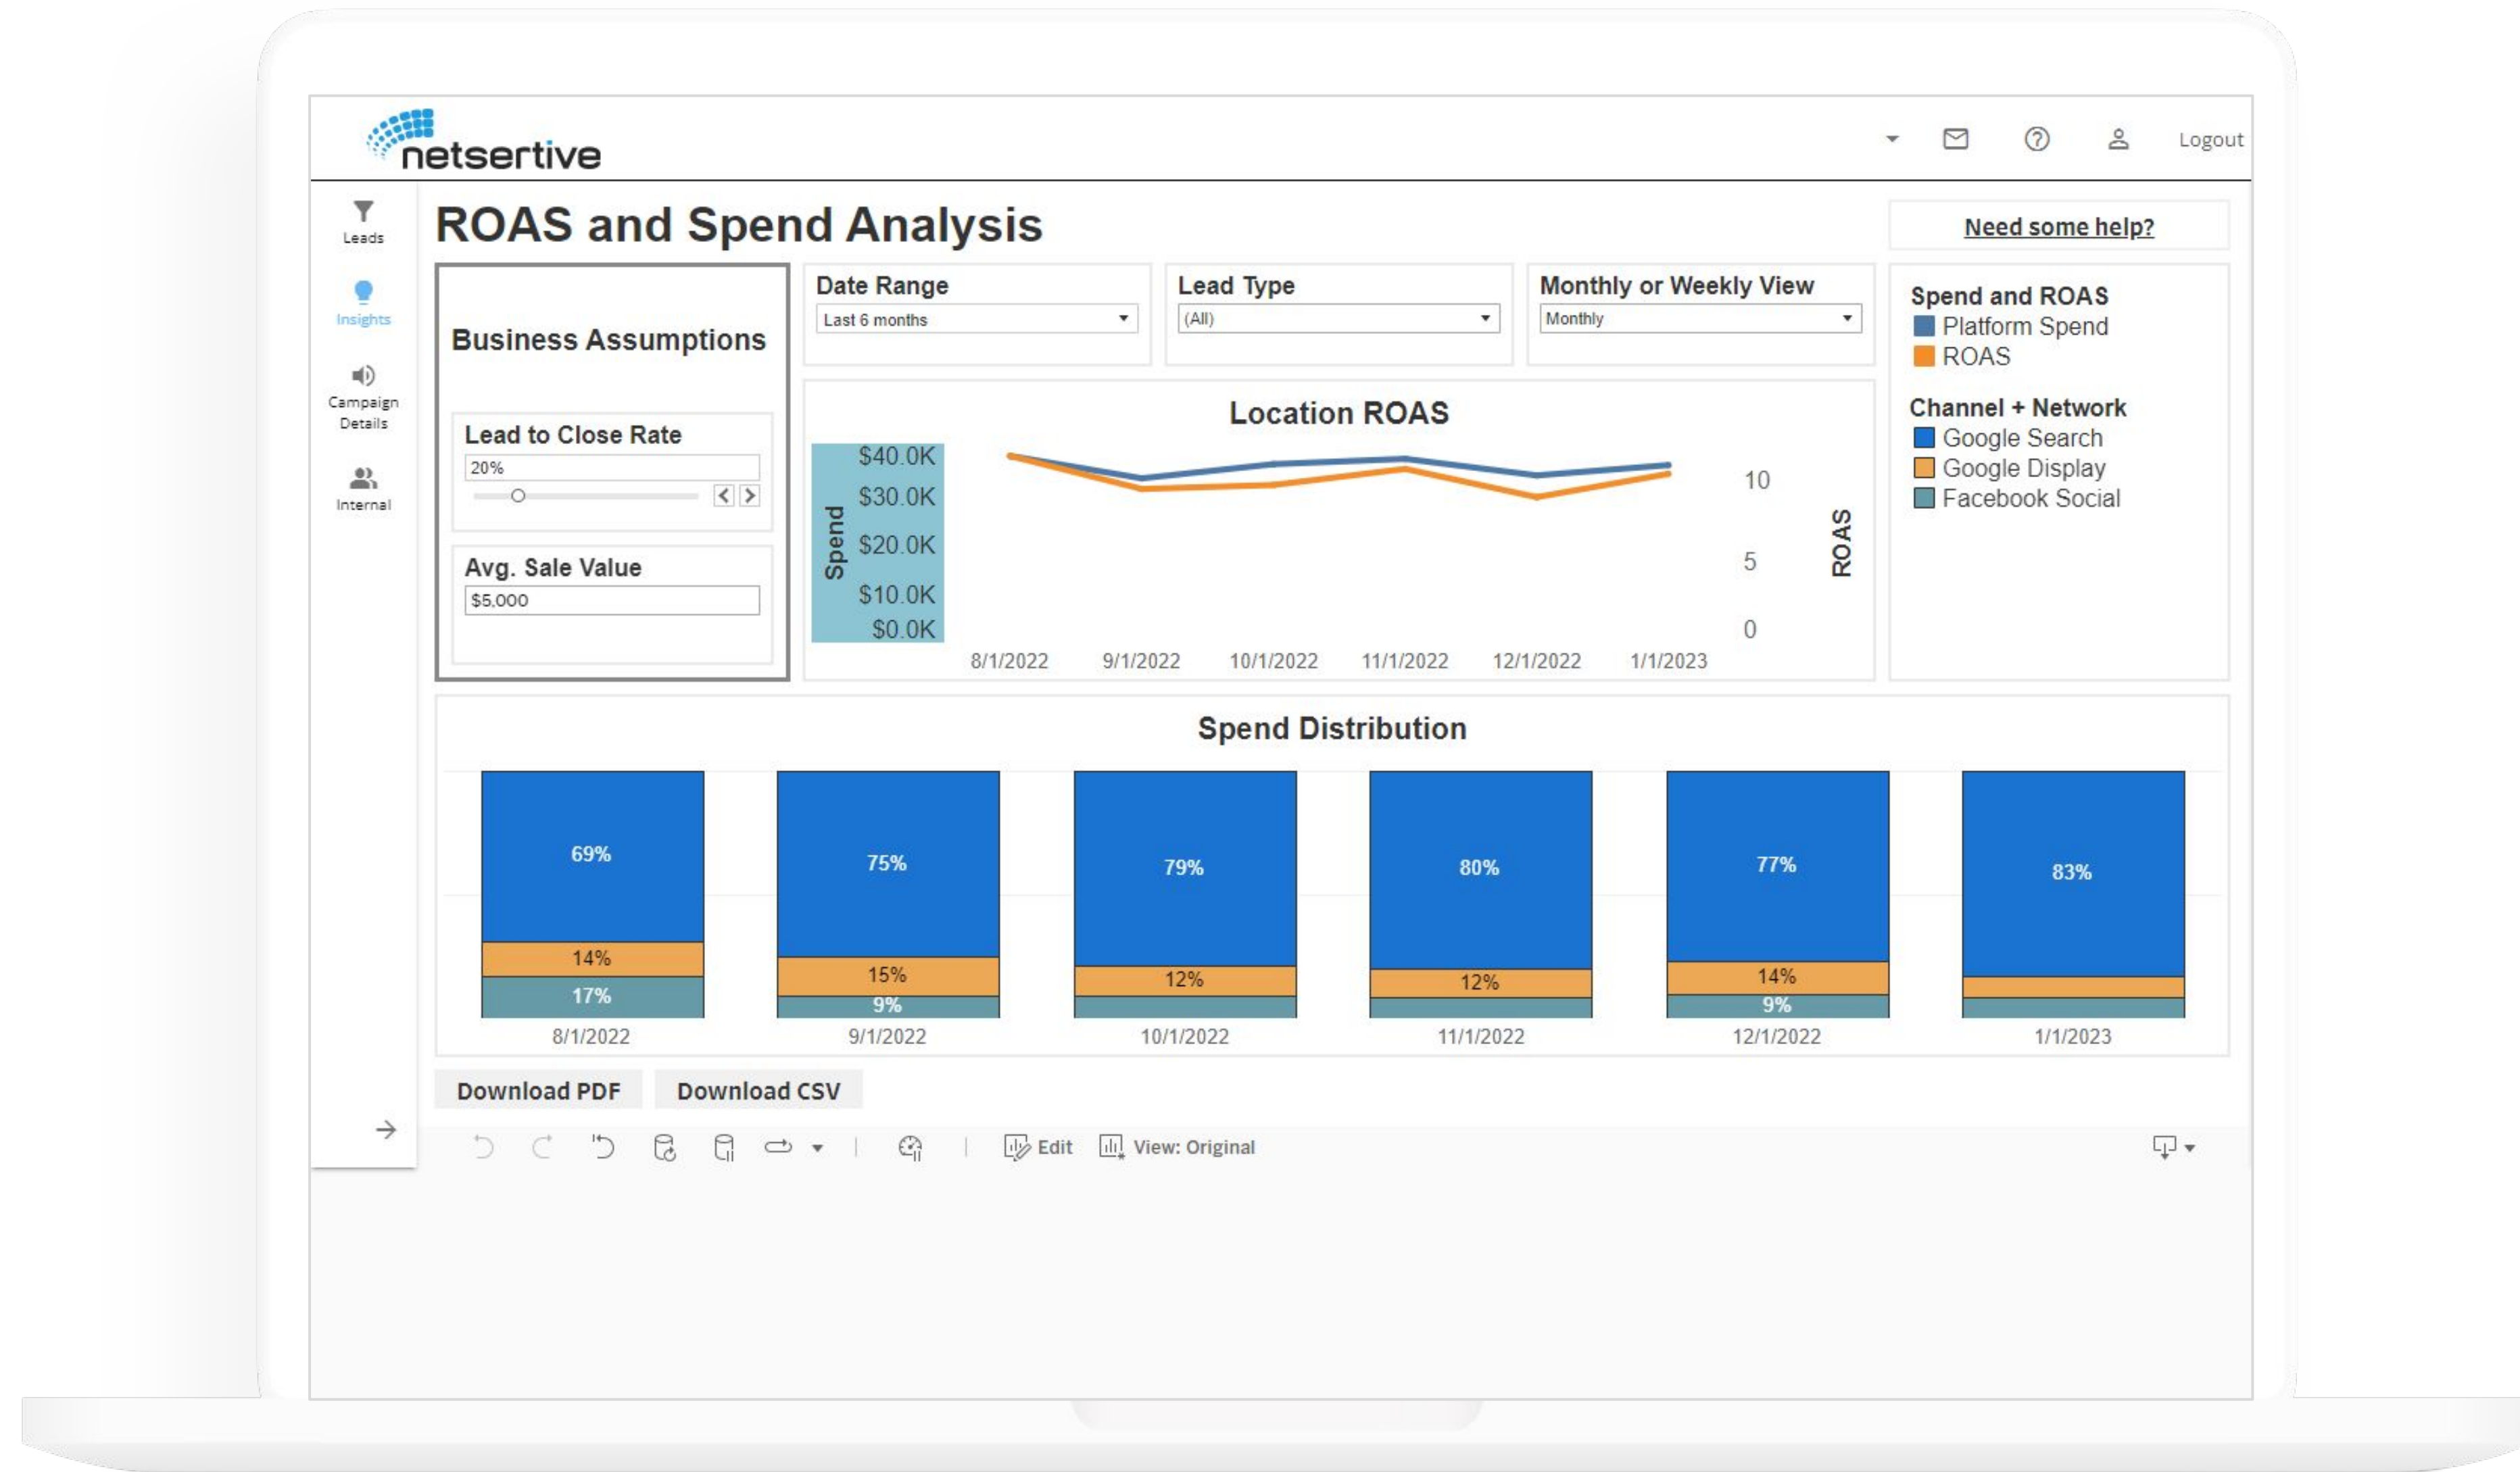 netsertive
Logout
Leads
Insights
Campaign
Details
Internal
ROAS and Spend Analysis
Need some help?
Business Assumptions
Lead to Close Rate
20%
Avg. Sale Value
$5,000
Date Range
Last 6 months
Lead Type
(All)
Monthly or Weekly View
Monthly
Spend and ROAS
Platform Spend
ROAS
Channel + Network
Google Search
Google Display
Facebook Social
Location ROAS
Spend
$40.0K
$30.0K
$20.0K
$10.0K
$0.0K
10
5
0
ROAS
8/1/2022 9/1/2022 10/1/2022 11/1/2022 12/1/2022 1/1/2023
Spend Distribution
69% 75% 79% 80% 77% 83%
14% 15% 12% 12% 14%
17% 9% 9%
8/1/2022 9/1/2022 10/1/2022 11/1/2022 12/1/2022 1/1/2023
Download PDF Download CSV
Edit View: Original